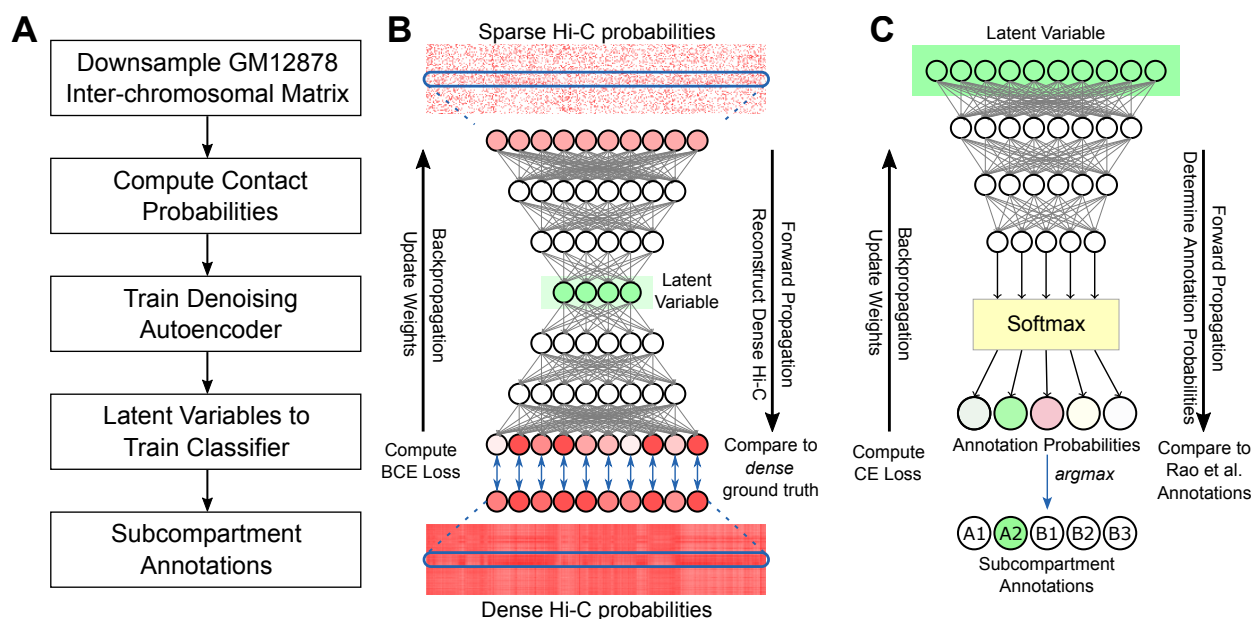 A
Downsample GM12878
Inter-chromosomal Matrix
Compute Contact
Probabilities
Train Denoising
Autoencoder
Latent Variables to
Train Classifier
Subcompartment
Annotations
B
Sparse Hi-C probabilities
Backpropagation
Update Weights
Latent
Variable
Forward Propagation
Reconstruct Dense Hi-C
Compute
BCE Loss
Compare to
dense
ground truth
Dense Hi-C probabilities
C
Latent Variable
Backpropagation
Update Weights
Forward Propagation
Determine Annotation Probabilities
Softmax
Annotation Probabilities
Compute
CE Loss
Compare to
Rao et al.
Annotations
argmax
A1 A2 B1 B2 B3
Subcompartment
Annotations